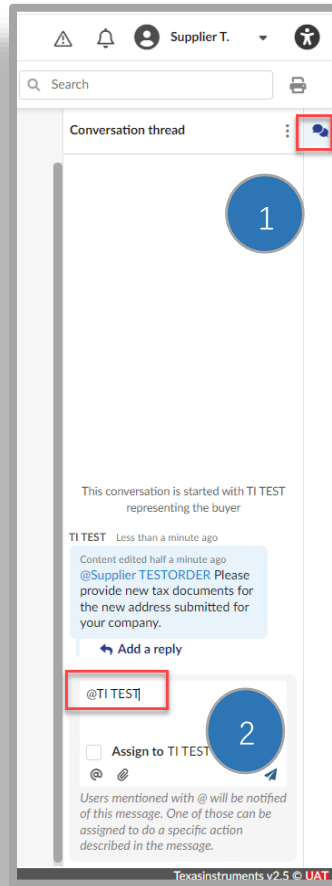 Supplier T.
Search
Conversation thread
1
This conversation is started with TI TEST
representing the buyer
TI TEST Less than a minute ago
Content edited half a minute ago
@Supplier TESTORDER Please
provide new tax documents for
the new address submitted for
your company.
Add a reply
@TI TEST
2
Assign to TI TEST
@
Users mentioned with @ will be notified
of this message. One of those can be
assigned to do a specific action
described in the message.
Texasinstruments v2.5 © UAT